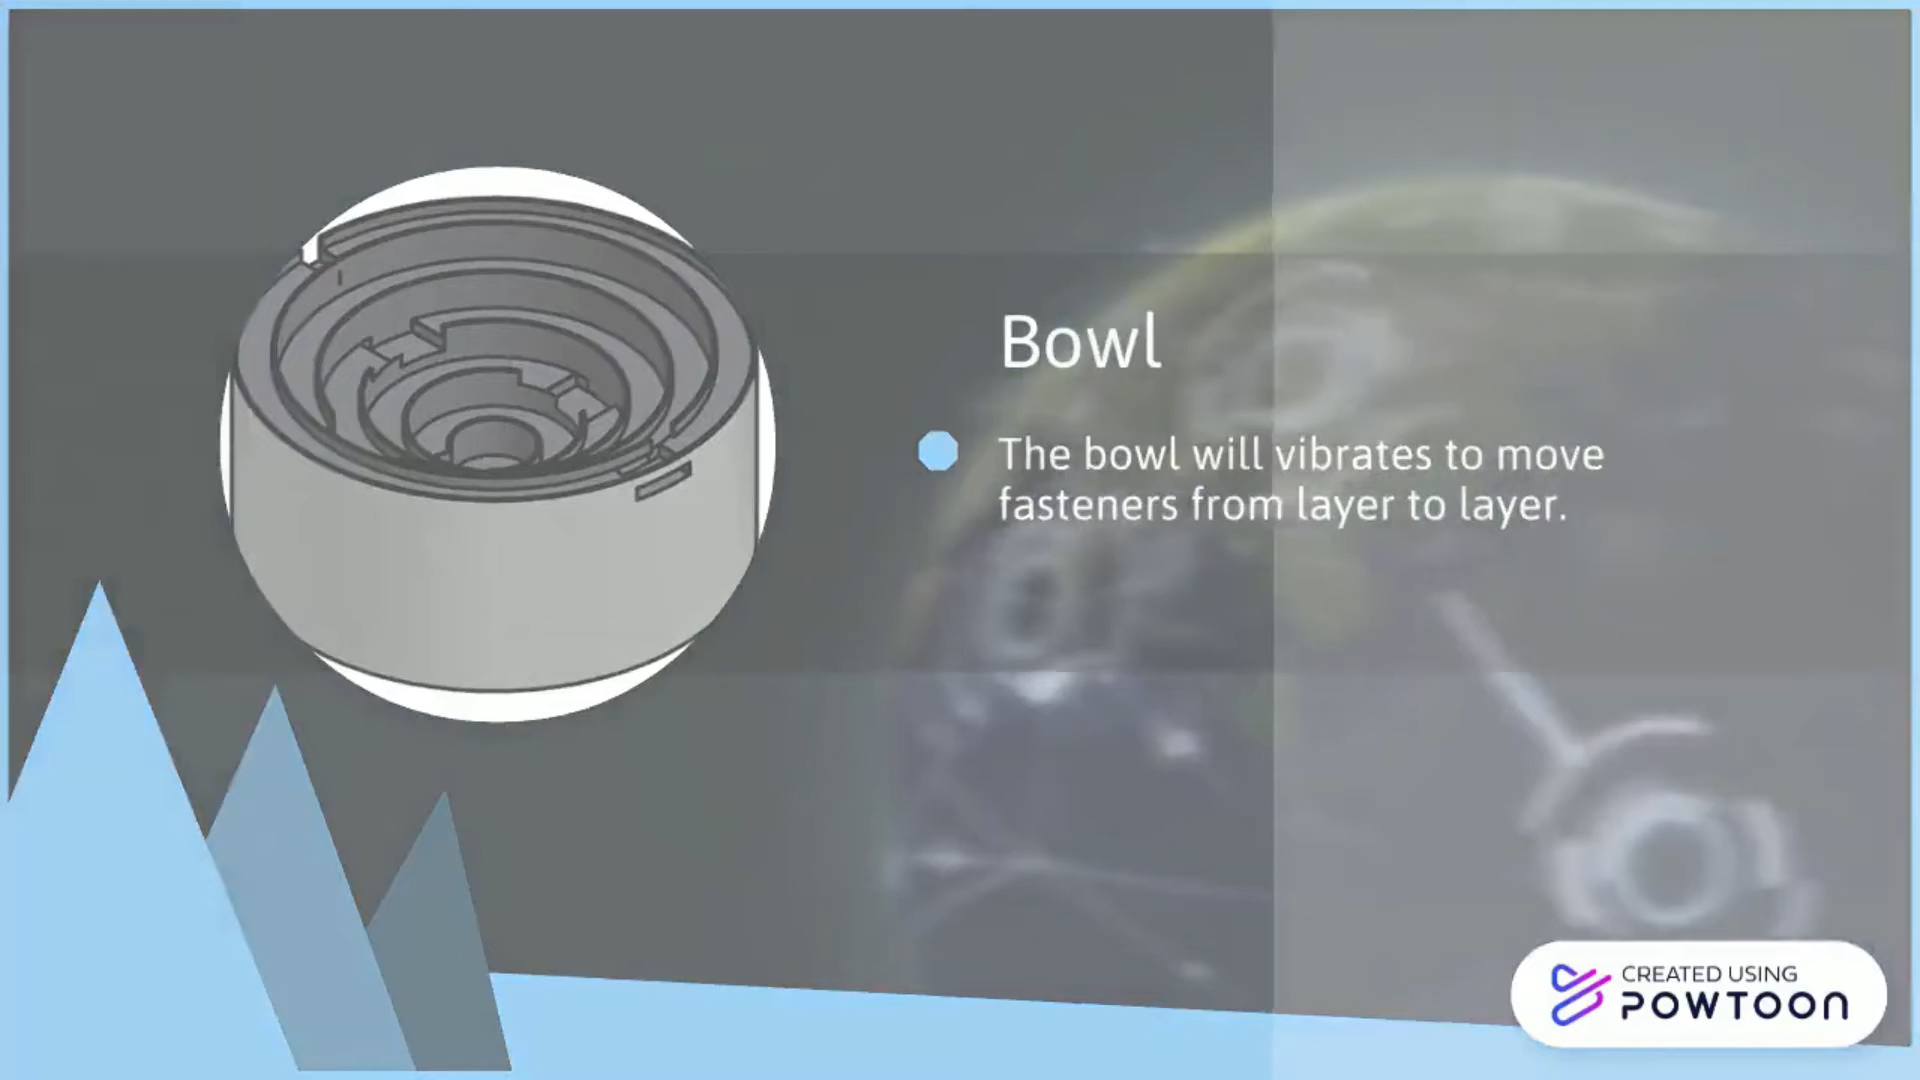 Bowl
The bowl will vibrates to move
fasteners from layer to layer.
CREATED USING
POWTOON